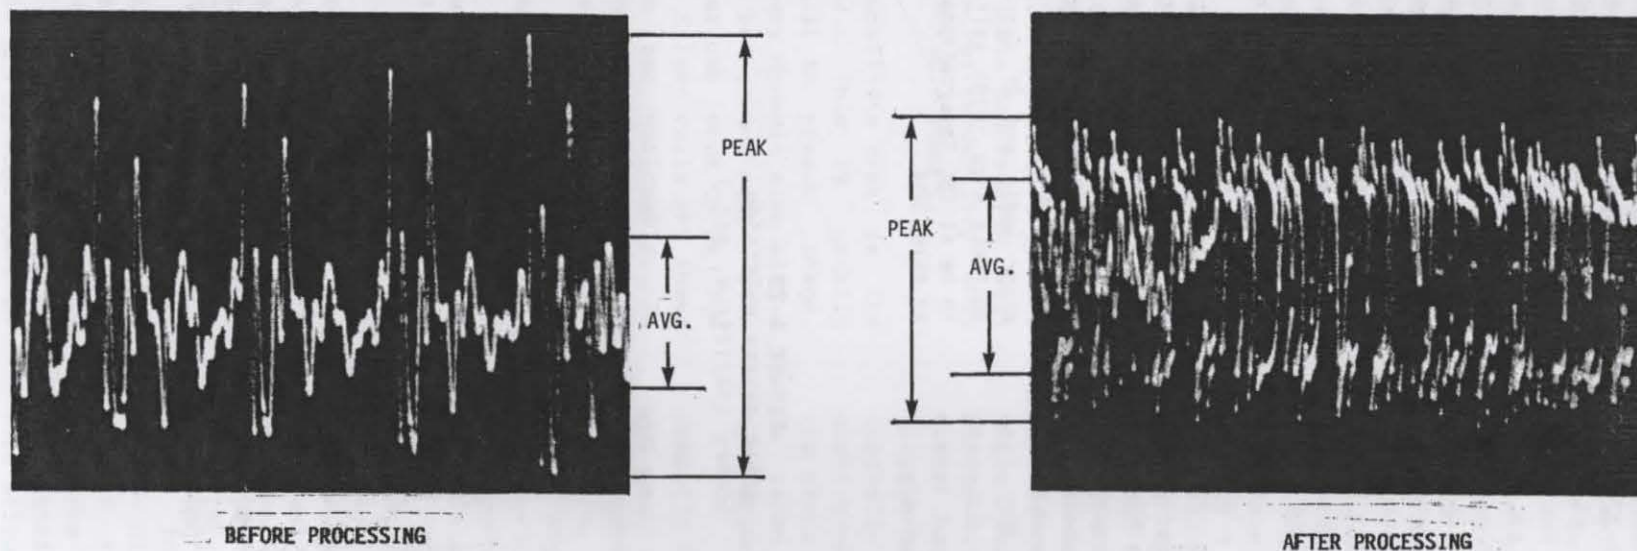 PEAK
AVG.
BEFORE PROCESSING
PEAK
AVG.
AFTER PROCESSING